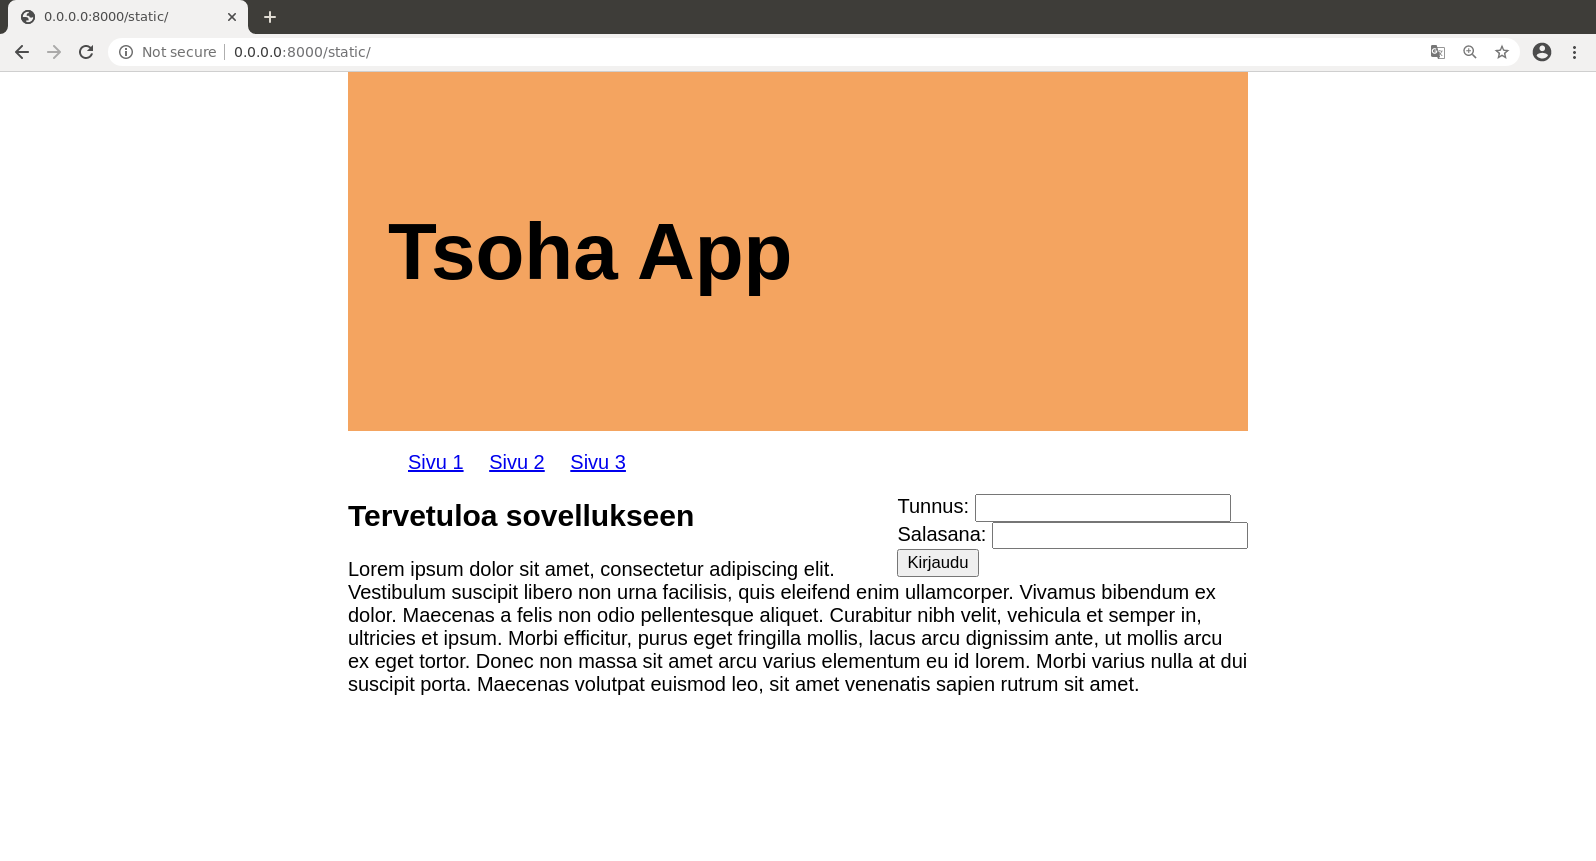 0.0.0.0:8000/static/
Not secure 0.0.0.0:8000/static/
Tsoha App
Sivu 1 Sivu 2 Sivu 3
Tunnus:
Tervetuloa sovellukseen
Salasana:
Kirjaudu
Lorem ipsum dolor sit amet, consectetur adipiscing elit.
Vestibulum suscipit libero non urna facilisis, quis eleifend enim ullamcorper. Vivamus bibendum ex
dolor. Maecenas a felis non odio pellentesque aliquet. Curabitur nibh velit, vehicula et semper in,
ultricies et ipsum. Morbi efficitur, purus eget fringilla mollis, lacus arcu dignissim ante, ut mollis arcu
ex eget tortor. Donec non massa sit amet arcu varius elementum eu id lorem. Morbi varius nulla at dui
suscipit porta. Maecenas volutpat euismod leo, sit amet venenatis sapien rutrum sit amet.